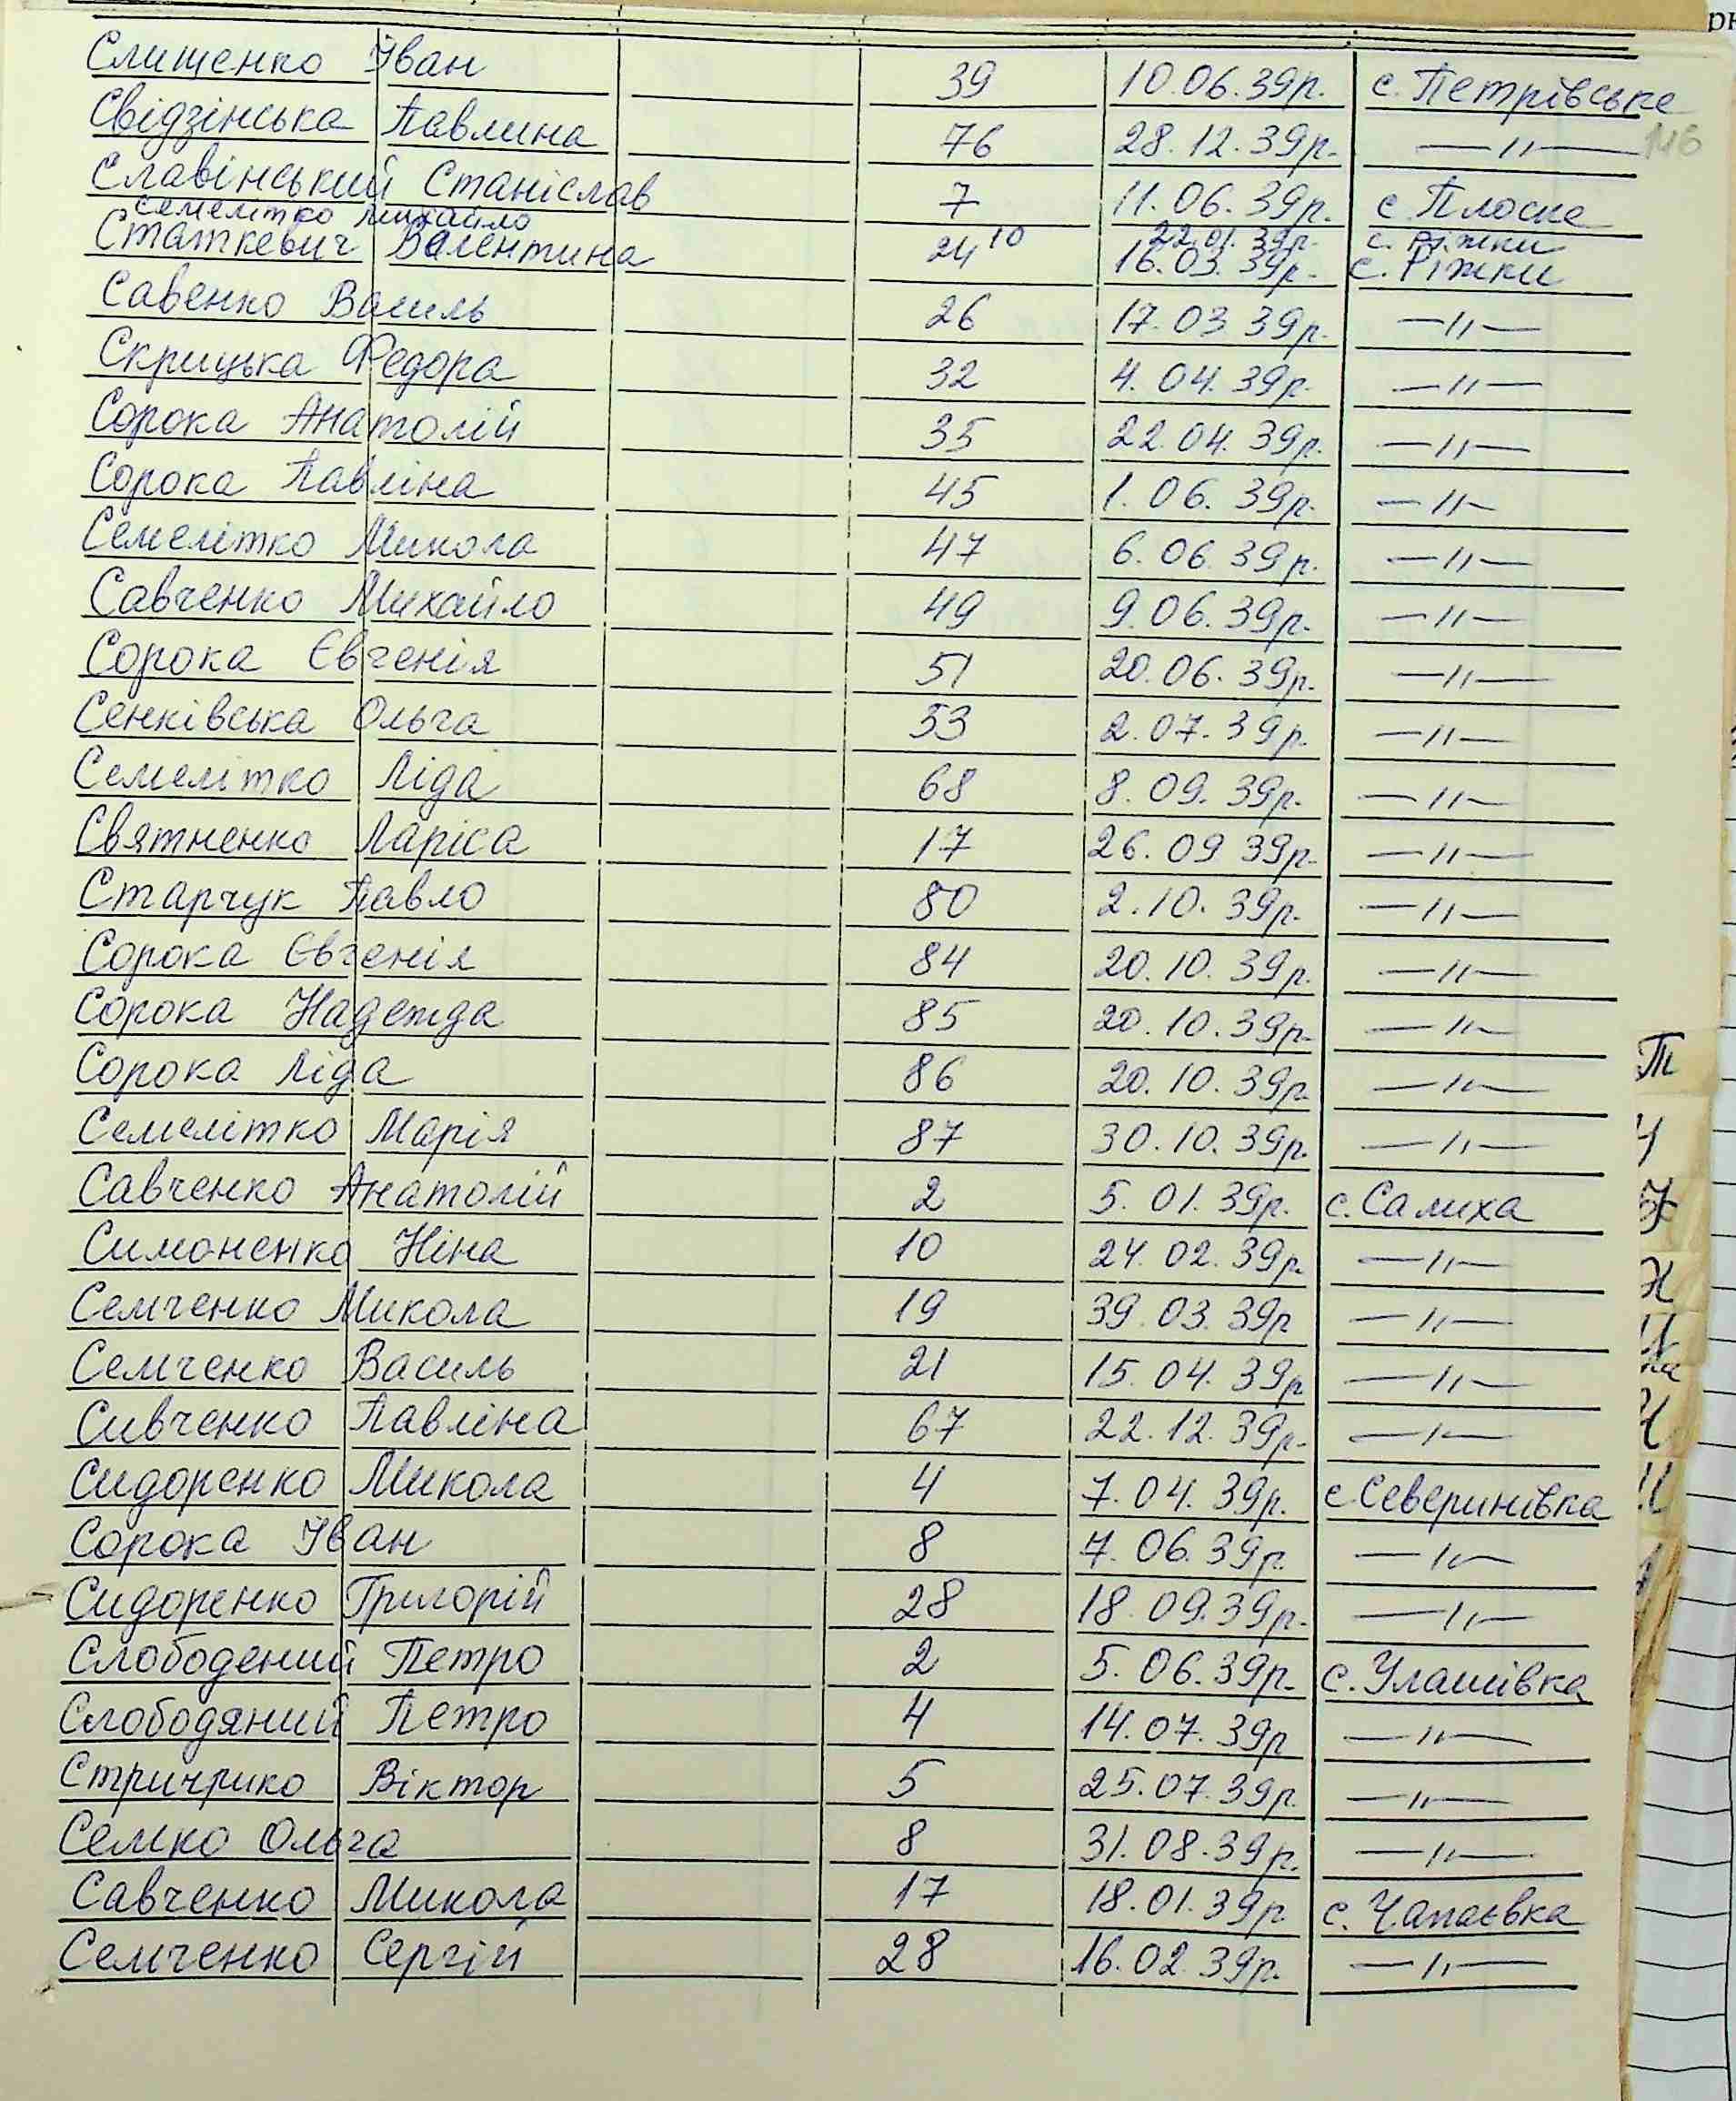 Слищенко Іван 39 10.06.39р. с. Петрівське
Свідзінська Павлина 76 28.12.39р. —〃— 146
Славінський Станіслав 7 11.06.39р. с. Плоске
Семелітко Михайло 10 22.01.39р. с. Ріжки
Статкевич Валентина 24 16.03.39р. с. Ріжки
Савенко Василь 26 17.03.39р. —〃—
Скрицька Федора 32 4.04.39р. —〃—
Сорока Анатолій 35 22.04.39р. —〃—
Сорока Павліна 45 1.06.39р. —〃—
Семелітко Микола 47 6.06.39р. —〃—
Савченко Михайло 49 9.06.39р. —〃—
Сорока Євгенія 51 20.06.39р. —〃—
Сенківська Ольга 53 2.07.39р. —〃—
Семелітко Ліда 68 8.09.39р. —〃—
Святненко Ларіса 17 26.09.39р. —〃—
Старчук Павло 80 2.10.39р. —〃—
Сорока Євгенія 84 20.10.39р. —〃—
Сорока Надежда 85 20.10.39р. —〃—
Сорока Ліда 86 20.10.39р. —〃—
Семелітко Марія 87 30.10.39р. —〃—
Савченко Анатолій 2 5.01.39р. с. Салиха
Симоненко Ніна 10 24.02.39р. —〃—
Семченко Микола 19 39.03.39р —〃—
Семченко Василь 21 15.04.39р —〃—
Сивченко Павліна 67 22.12.39р. —〃—
Сидоренко Микола 4 7.04.39р. с. Северинівка
Сорока Іван 8 7.06.39р. —〃—
Сидоренко Григорій 28 18.09.39р. —〃—
Слободений Петро 2 5.06.39р. с. Улашівка
Слободяний Петро 4 14.07.39р —〃—
Стричрико Віктор 5 25.07.39р. —〃—
Семко Ольга 8 31.08.39р. —〃—
Савченко Микола 17 18.01.39р. с. Чапаєвка
Семченко Сергій 28 16.02.39р. —〃—